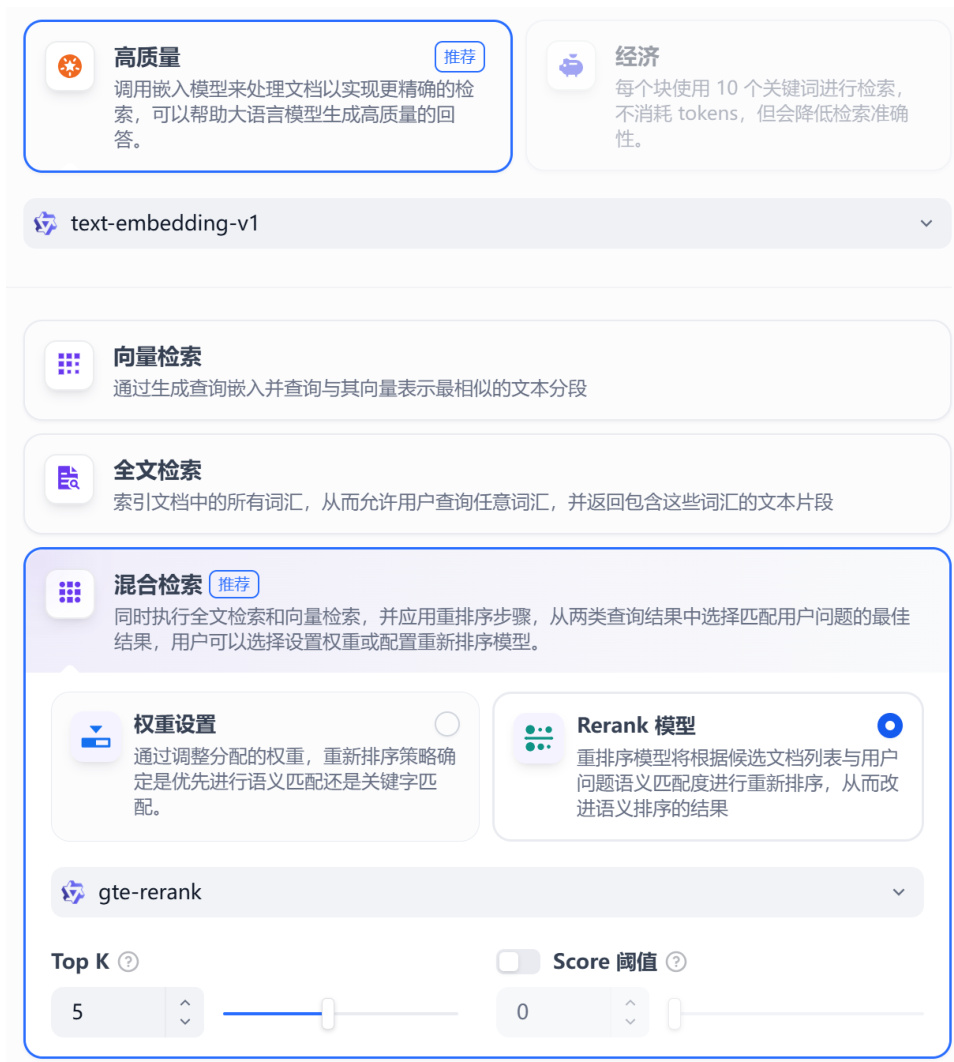 高质量
推荐
调用嵌入模型来处理文档以实现更精确的检
索，可以帮助大语言模型生成高质量的回
答。
经济
每个块使用 10 个关键词进行检索，
不消耗 tokens，但会降低检索准确
性。
text-embedding-v1
向量检索
通过生成查询嵌入并查询与其向量表示最相似的文本分段
全文检索
索引文档中的所有词汇，从而允许用户查询任意词汇，并返回包含这些词汇的文本片段
混合检索 推荐
同时执行全文检索和向量检索，并应用重排序步骤，从两类查询结果中选择匹配用户问题的最佳
结果，用户可以选择设置权重或配置重新排序模型。
权重设置
通过调整分配的权重，重新排序策略确
定是优先进行语义匹配还是关键字匹
配。
Rerank 模型
重排序模型将根据候选文档列表与用户
问题语义匹配度进行重新排序，从而改
进语义排序的结果
gte-rerank
Top K ?
5
Score 阈值 ?
0